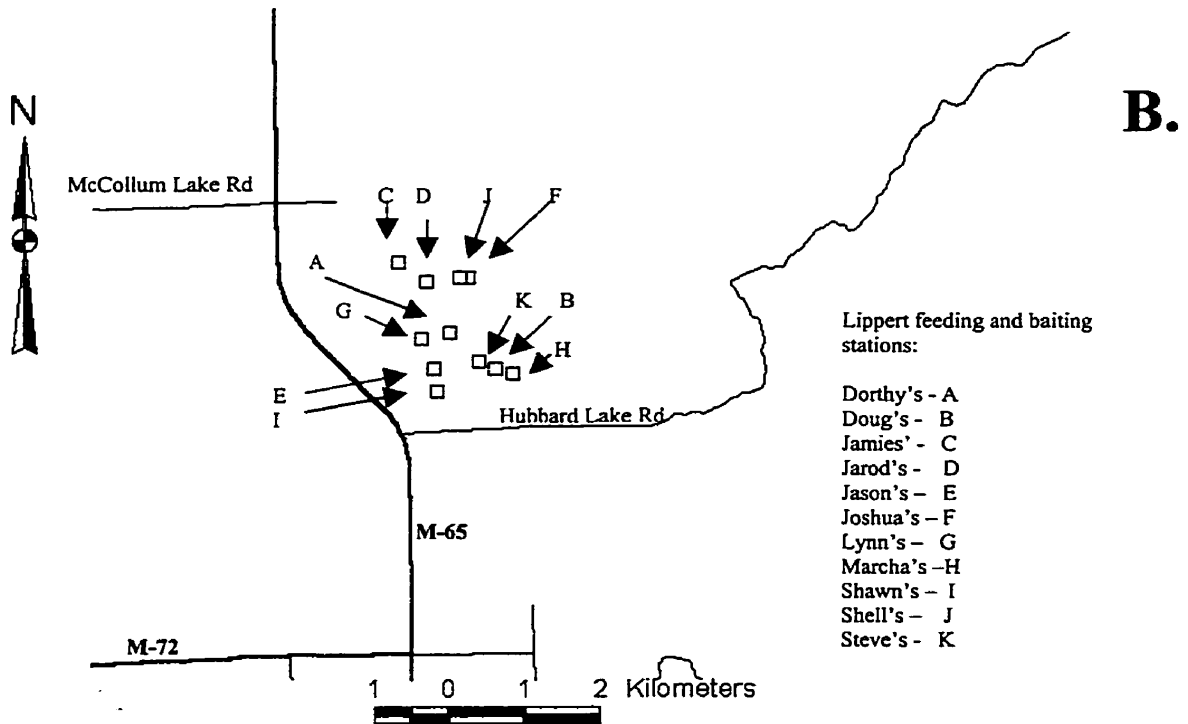 B.
N
McCollum Lake Rd
C D J F
A
G
K B
H
E
I
Hubbard Lake Rd
M-65
M-72
1 0 1 2 Kilometers
Lippert feeding and baiting
stations:
Dorthy's - A
Doug's - B
Jamies' - C
Jarod's - D
Jason's – E
Joshua's – F
Lynn's – G
Marcha's –H
Shawn's – I
Shell's – J
Steve's - K